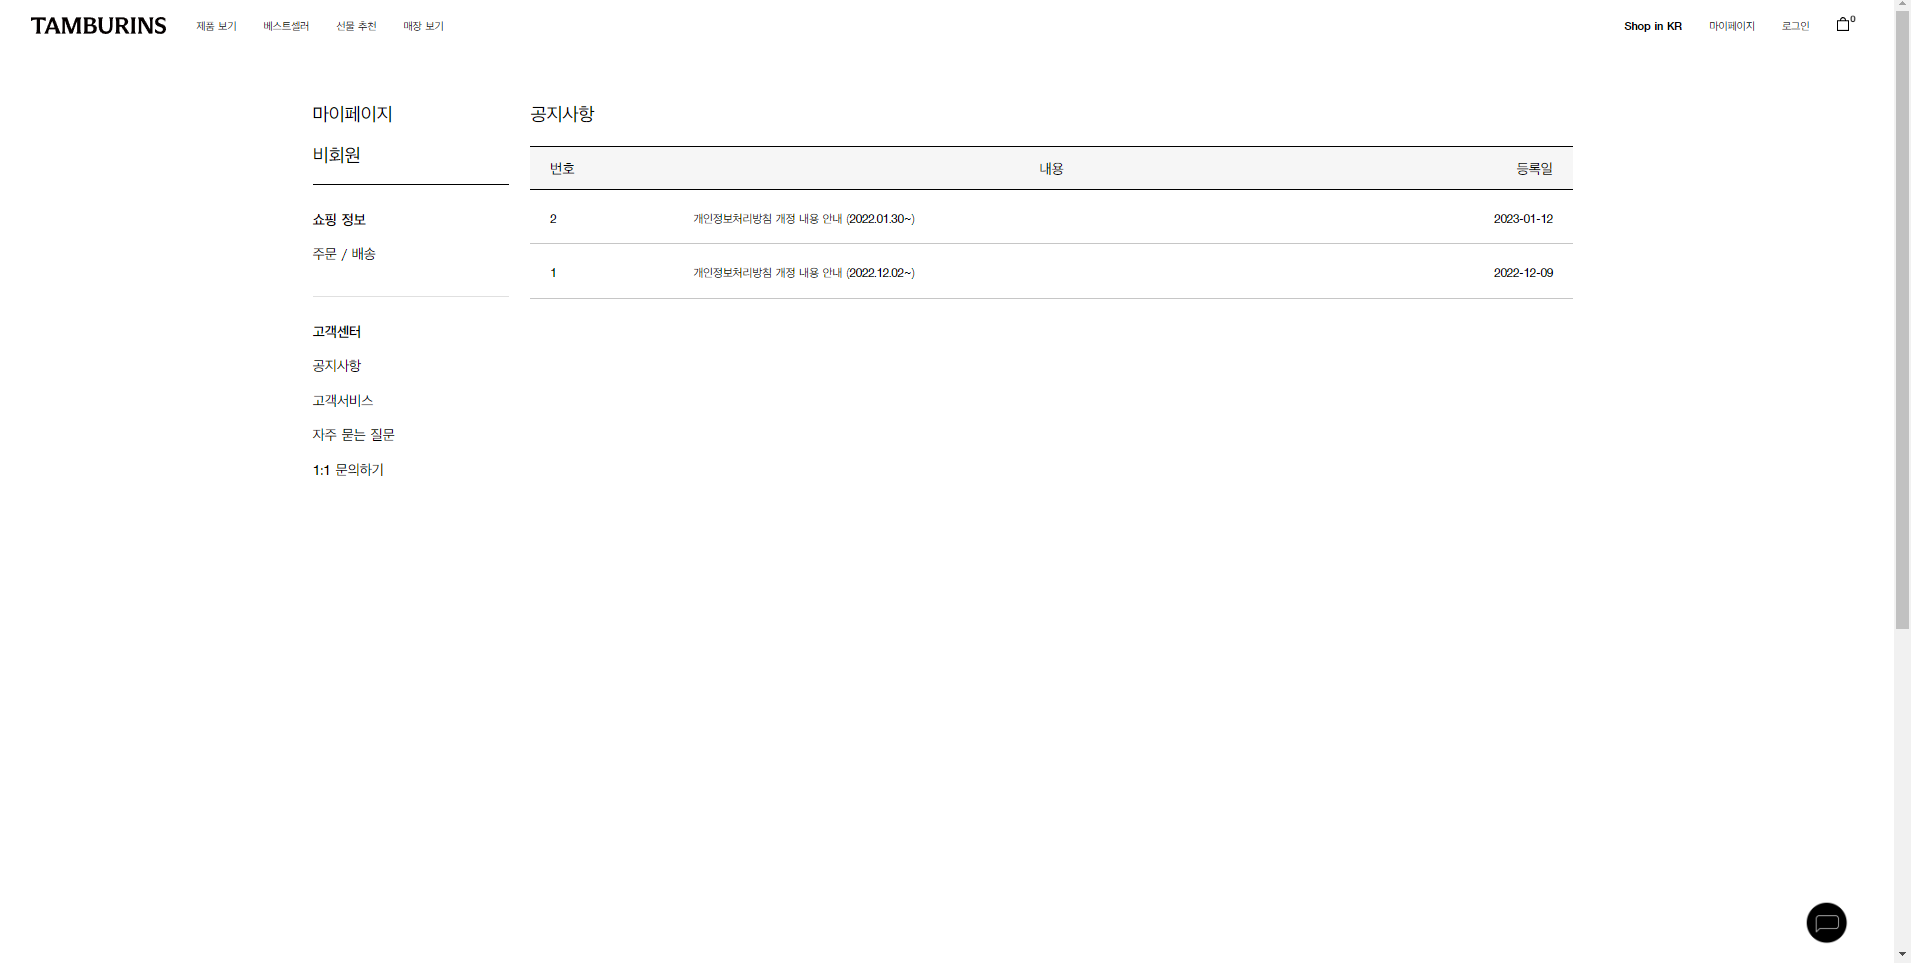 TAMBURINS 제품 보기 베스트셀러 선물 추천 매장 보기 Shop in KR 마이페이지 로그인 0
마이페이지
비회원
쇼핑 정보
주문 / 배송
고객센터
공지사항
고객서비스
자주 묻는 질문
1:1 문의하기
공지사항
번호 내용 등록일
2 개인정보처리방침 개정 내용 안내 (2022.01.30~) 2023-01-12
1 개인정보처리방침 개정 내용 안내 (2022.12.02~) 2022-12-09